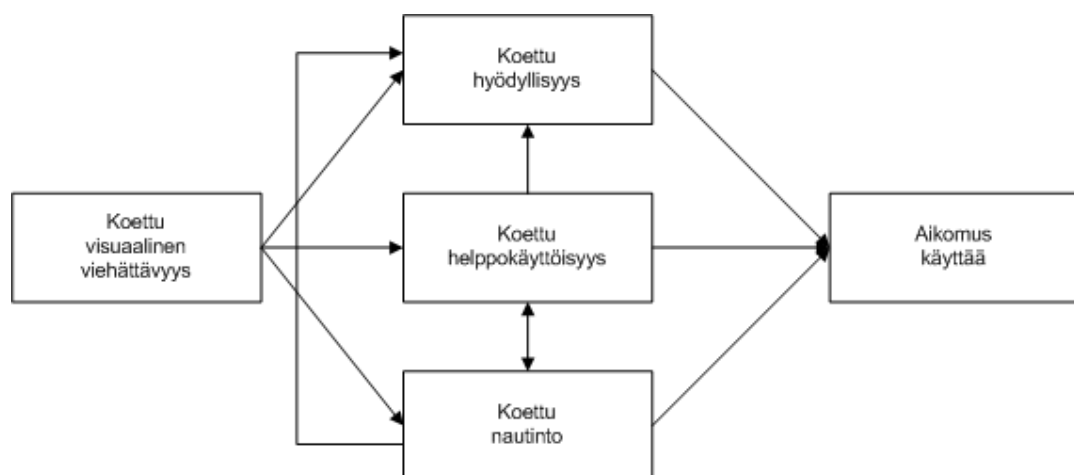 Koettu
hyödyllisyys
Koettu
visuaalinen
viehättävyys
Koettu
helppokäyttöisyys
Aikomus
käyttää
Koettu
nautinto